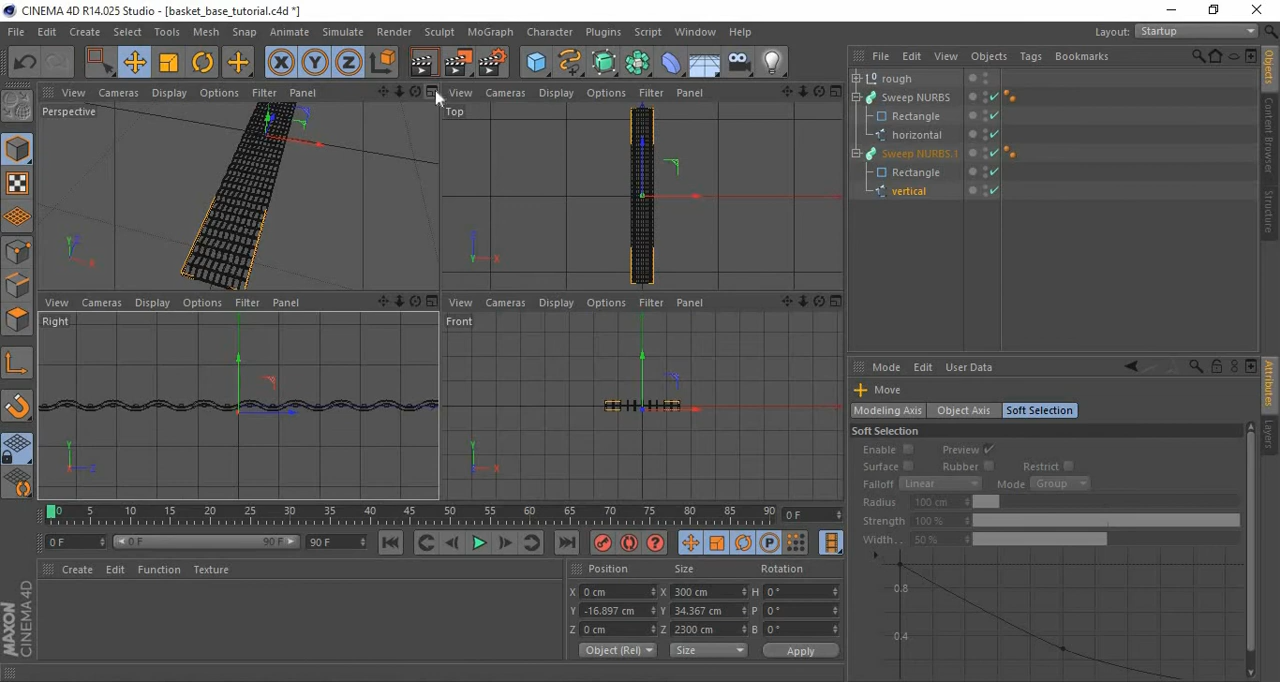 CINEMA 4D R14.025 Studio - [basket_base_tutorial.c4d *]
File Edit Create Select Tools Mesh Snap Animate Simulate Render Sculpt MoGraph Character Plugins Script Window Help
Layout: Startup
File Edit View Objects Tags Bookmarks
rough
Sweep NURBS
Rectangle
horizontal
Sweep NURBS.1
Rectangle
vertical
Objects
Content Browser
Structure
View Cameras Display Options Filter Panel
Perspective
Y
X
View Cameras Display Options Filter Panel
Top
Z
Y X
View Cameras Display Options Filter Panel
Right
Y
X Z
View Cameras Display Options Filter Panel
Front
Y
Z X
Mode Edit User Data
Move
Modeling Axis Object Axis Soft Selection
Soft Selection
Enable Preview
Surface Rubber Restrict
Falloff Linear Mode Group
Radius 100 cm
Strength 100 %
Width. . 50 %
0.8
0.4
Attributes
Layers
0 5 10 15 20 25 30 35 40 45 50 55 60 65 70 75 80 85 90 0 F
0 F 0 F 90 F 90 F
Create Edit Function Texture
Position Size Rotation
X 0 cm X 300 cm H 0 °
Y -16.897 cm Y 34.367 cm P 0 °
Z 0 cm Z 2300 cm B 0 °
Object (Rel) Size Apply
MAXON
CINEMA 4D